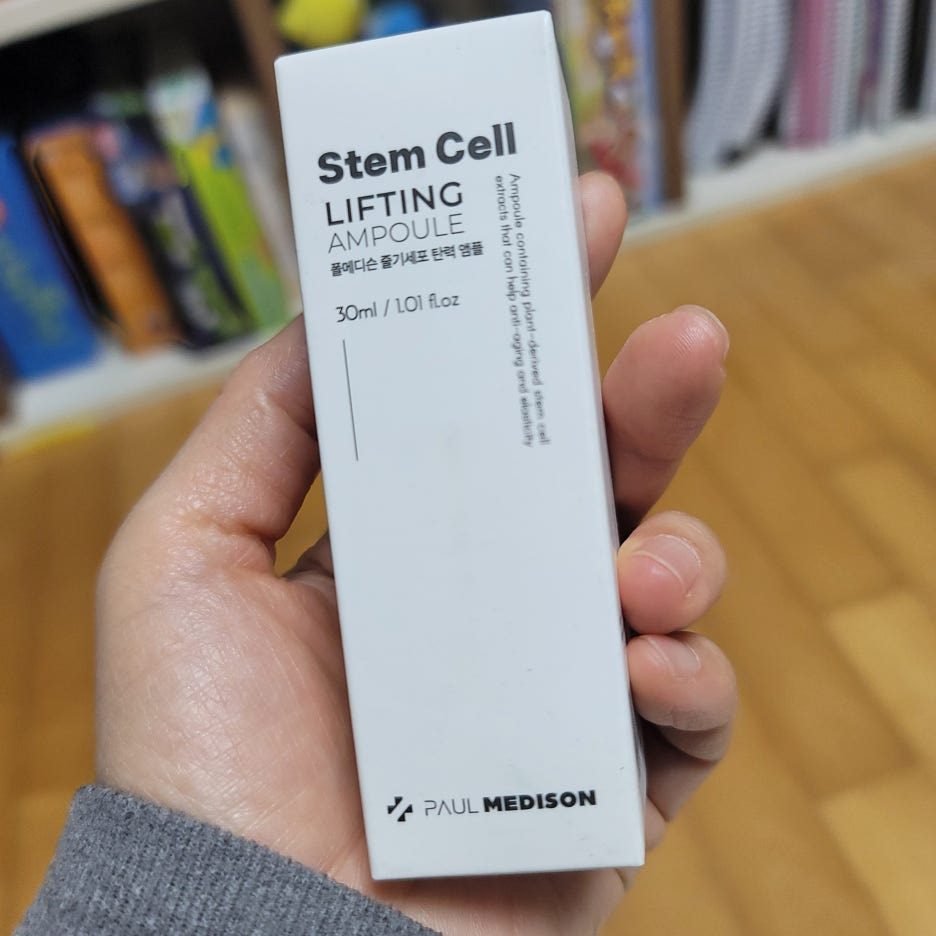 Stem Cell
LIFTING
AMPOULE
폴메디슨 줄기세포 탄력 앰플
30ml / 1.01 fl.oz
Ampoule containing plant-derived stem cell
extracts that can help anti-aging and elasticity
PAUL MEDISON